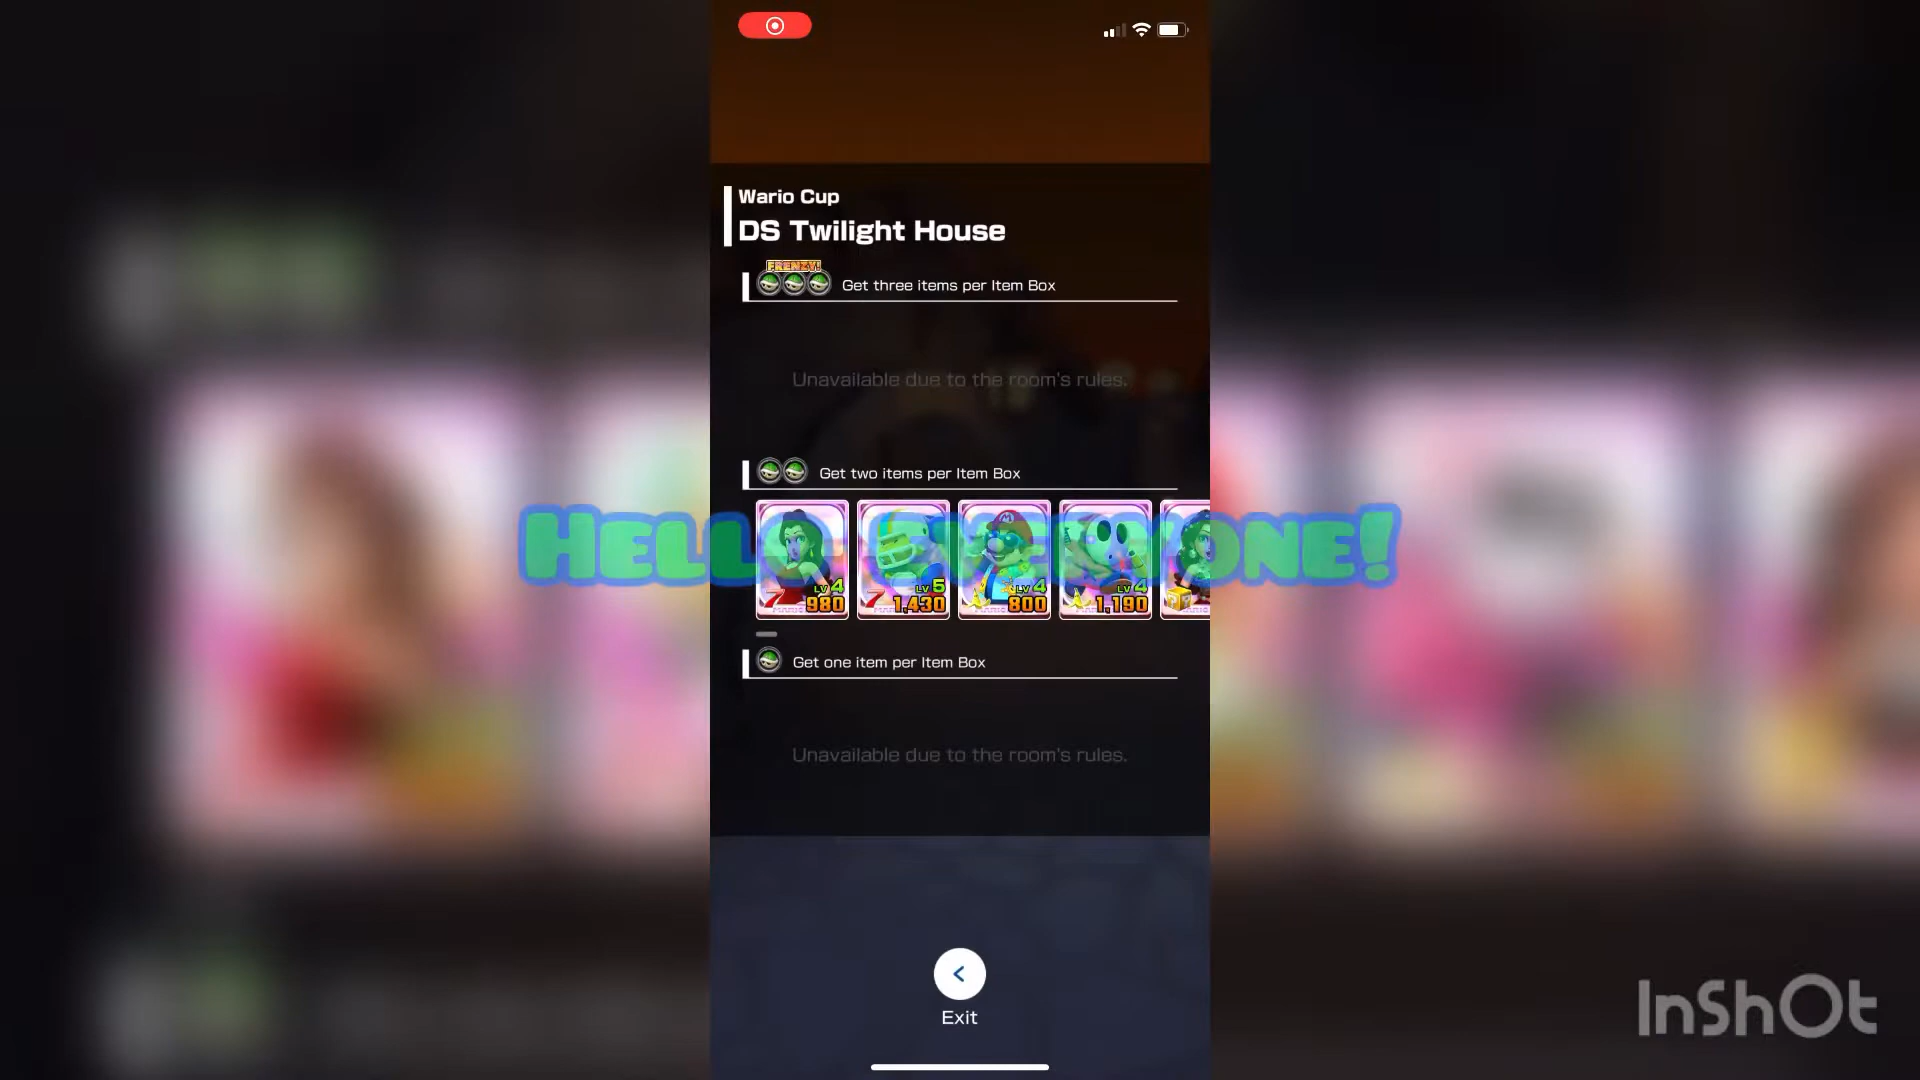 Wario Cup
DS Twilight House
FRENZY!
Get three items per Item Box
Unavailable due to the room's rules.
Get two items per Item Box
HELLO EVERYONE!
LV 4
980
LV 5
1,430
LV 4
800
LV 4
1,190
Get one item per Item Box
Unavailable due to the room's rules.
Exit
InShOt